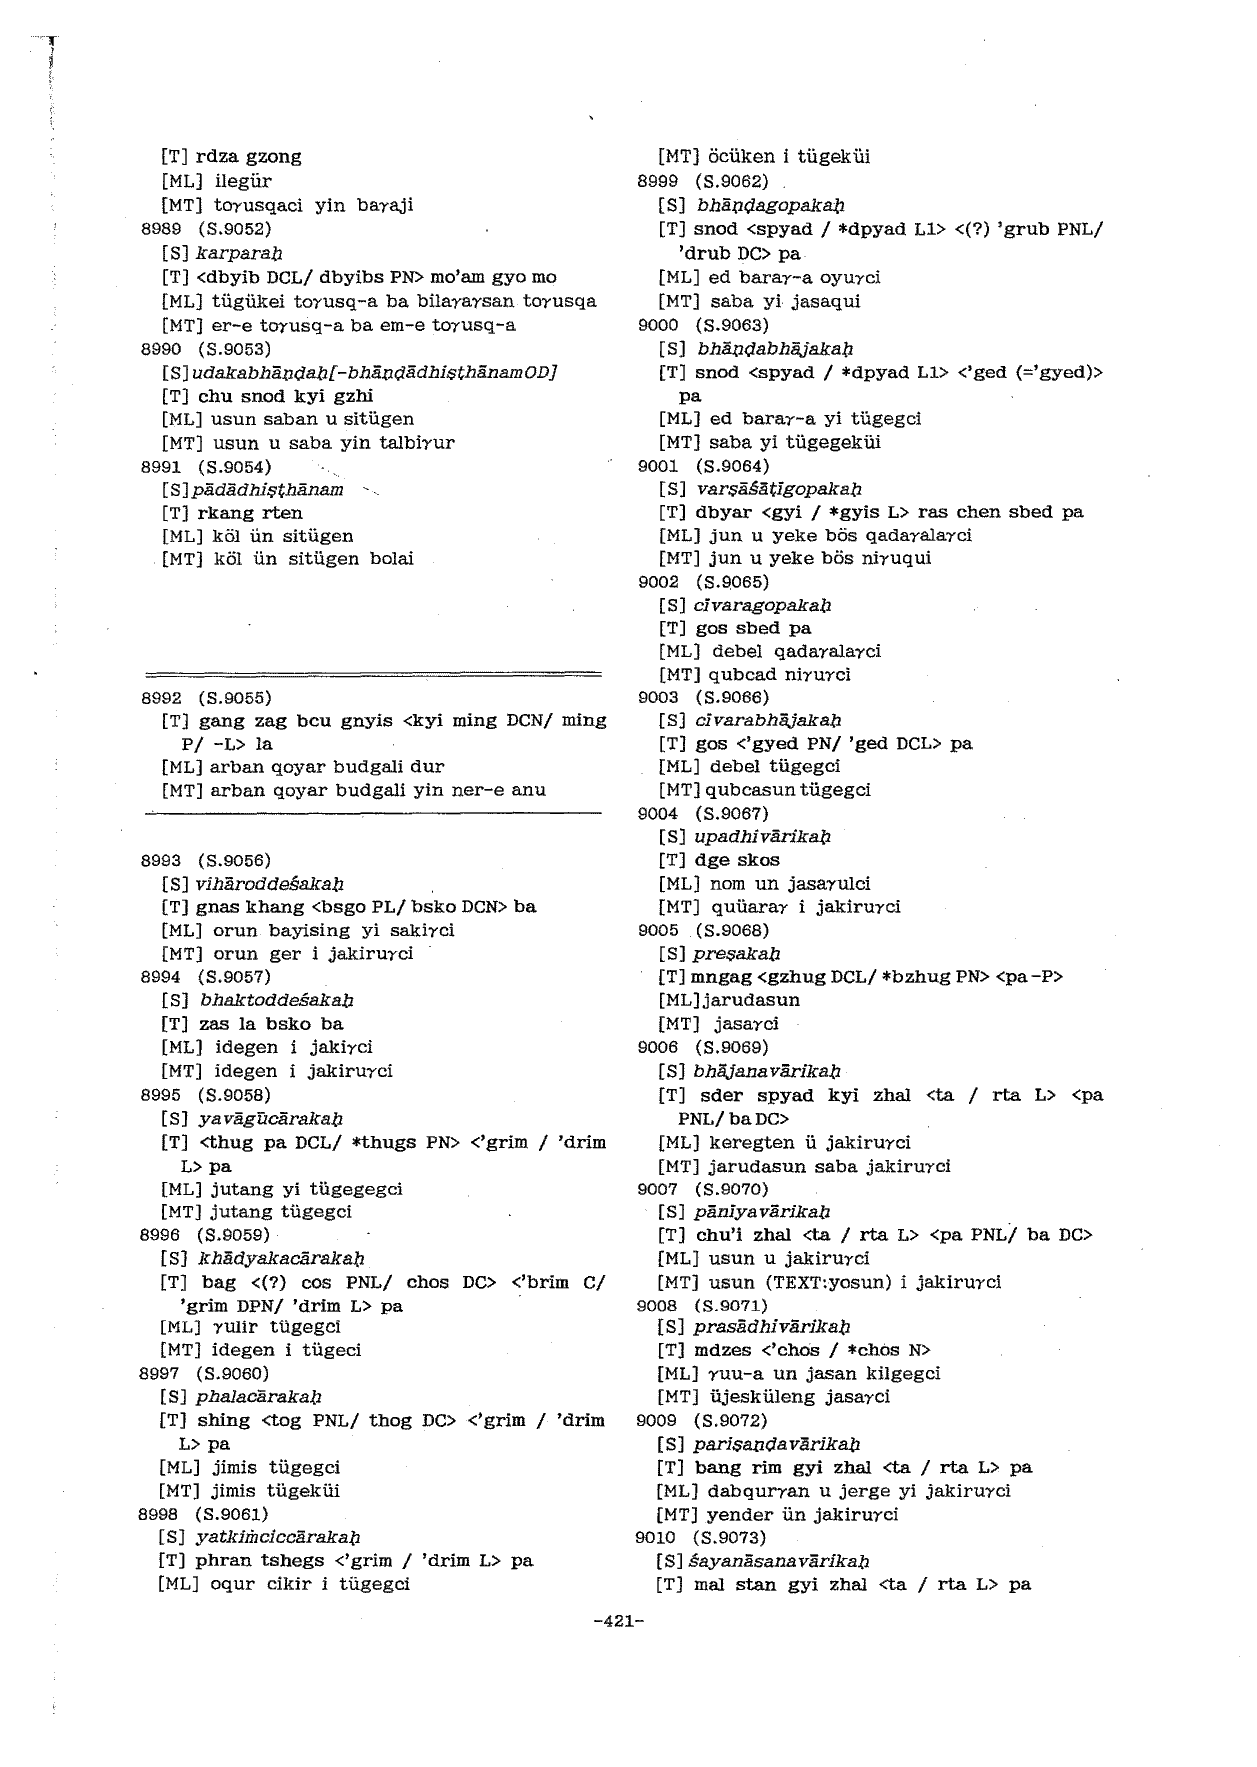 [T] rdza gzong
[ML] ilegür
[MT] toγusqaci yin baγaji
8989 (S.9052)
[S] karparaḥ
[T] <dbyib DCL/ dbyibs PN> mo'am gyo mo
[ML] tügükei toγusq-a ba bilaγaγsan toγusqa
[MT] er-e toγusq-a ba em-e toγusq-a
8990 (S.9053)
[S] udakabhāṇḍaḥ[-bhāṇḍādhiṣṭhānam OD]
[T] chu snod kyi gzhi
[ML] usun saban u sitügen
[MT] usun u saba yin talbiγur
8991 (S.9054)
[S] pādādhiṣṭhānam
[T] rkang rten
[ML] köl ün sitügen
[MT] köl ün sitügen bolai
8992 (S.9055)
[T] gang zag bcu gnyis <kyi ming DCN/ ming
P/ -L> la
[ML] arban qoyar budgali dur
[MT] arban qoyar budgali yin ner-e anu
8993 (S.9056)
[S] vihāroddeśakaḥ
[T] gnas khang <bsgo PL/ bsko DCN> ba
[ML] orun bayising yi sakiγci
[MT] orun ger i jakiruγci
8994 (S.9057)
[S] bhaktoddeśakaḥ
[T] zas la bsko ba
[ML] idegen i jakiγci
[MT] idegen i jakiruγci
8995 (S.9058)
[S] yavāgūcārakaḥ
[T] <thug pa DCL/ *thugs PN> <'grim / 'drim
L> pa
[ML] jutang yi tügegegci
[MT] jutang tügegci
8996 (S.9059)
[S] khādyakacārakaḥ
[T] bag <(?) cos PNL/ chos DC> <'brim C/
'grim DPN/ 'drim L> pa
[ML] γulir tügegci
[MT] idegen i tügeci
8997 (S.9060)
[S] phalacārakaḥ
[T] shing <tog PNL/ thog DC> <'grim / 'drim
L> pa
[ML] jimis tügegci
[MT] jimis tügeküi
8998 (S.9061)
[S] yatkiṁciccārakaḥ
[T] phran tshegs <'grim / 'drim L> pa
[ML] oqur cikir i tügegci
[MT] öcüken i tügeküi
8999 (S.9062)
[S] bhāṇḍagopakaḥ
[T] snod <spyad / *dpyad L1> <(?) 'grub PNL/
'drub DC> pa
[ML] ed baraγ-a oyuγci
[MT] saba yi jasaqui
9000 (S.9063)
[S] bhāṇḍabhājakaḥ
[T] snod <spyad / *dpyad L1> <'ged (='gyed)>
pa
[ML] ed baraγ-a yi tügegci
[MT] saba yi tügegeküi
9001 (S.9064)
[S] varṣāśāṭīgopakaḥ
[T] dbyar <gyi / *gyis L> ras chen sbed pa
[ML] jun u yeke bös qadaγalaγci
[MT] jun u yeke bös niγuqui
9002 (S.9065)
[S] cīvaragopakaḥ
[T] gos sbed pa
[ML] debel qadaγalaγci
[MT] qubcad niγuγci
9003 (S.9066)
[S] cīvarabhājakaḥ
[T] gos <'gyed PN/ 'ged DCL> pa
[ML] debel tügegci
[MT] qubcasun tügegci
9004 (S.9067)
[S] upadhivārikaḥ
[T] dge skos
[ML] nom un jasaγulci
[MT] quüaraγ i jakiruγci
9005 (S.9068)
[S] preṣakaḥ
[T] mngag <gzhug DCL/ *bzhug PN> <pa -P>
[ML] jarudasun
[MT] jasaγci
9006 (S.9069)
[S] bhājanavārikaḥ
[T] sder spyad kyi zhal <ta / rta L> <pa
PNL/ ba DC>
[ML] keregten ü jakiruγci
[MT] jarudasun saba jakiruγci
9007 (S.9070)
[S] pānīyavārikaḥ
[T] chu'i zhal <ta / rta L> <pa PNL/ ba DC>
[ML] usun u jakiruγci
[MT] usun (TEXT:yosun) i jakiruγci
9008 (S.9071)
[S] prasādhivārikaḥ
[T] mdzes <'chos / *chos N>
[ML] γuu-a un jasan kilgegci
[MT] üjesküleng jasaγci
9009 (S.9072)
[S] pariṣaṇḍavārikaḥ
[T] bang rim gyi zhal <ta / rta L> pa
[ML] dabqurγan u jerge yi jakiruγci
[MT] yender ün jakiruγci
9010 (S.9073)
[S] śayanāsanavārikaḥ
[T] mal stan gyi zhal <ta / rta L> pa
-421-